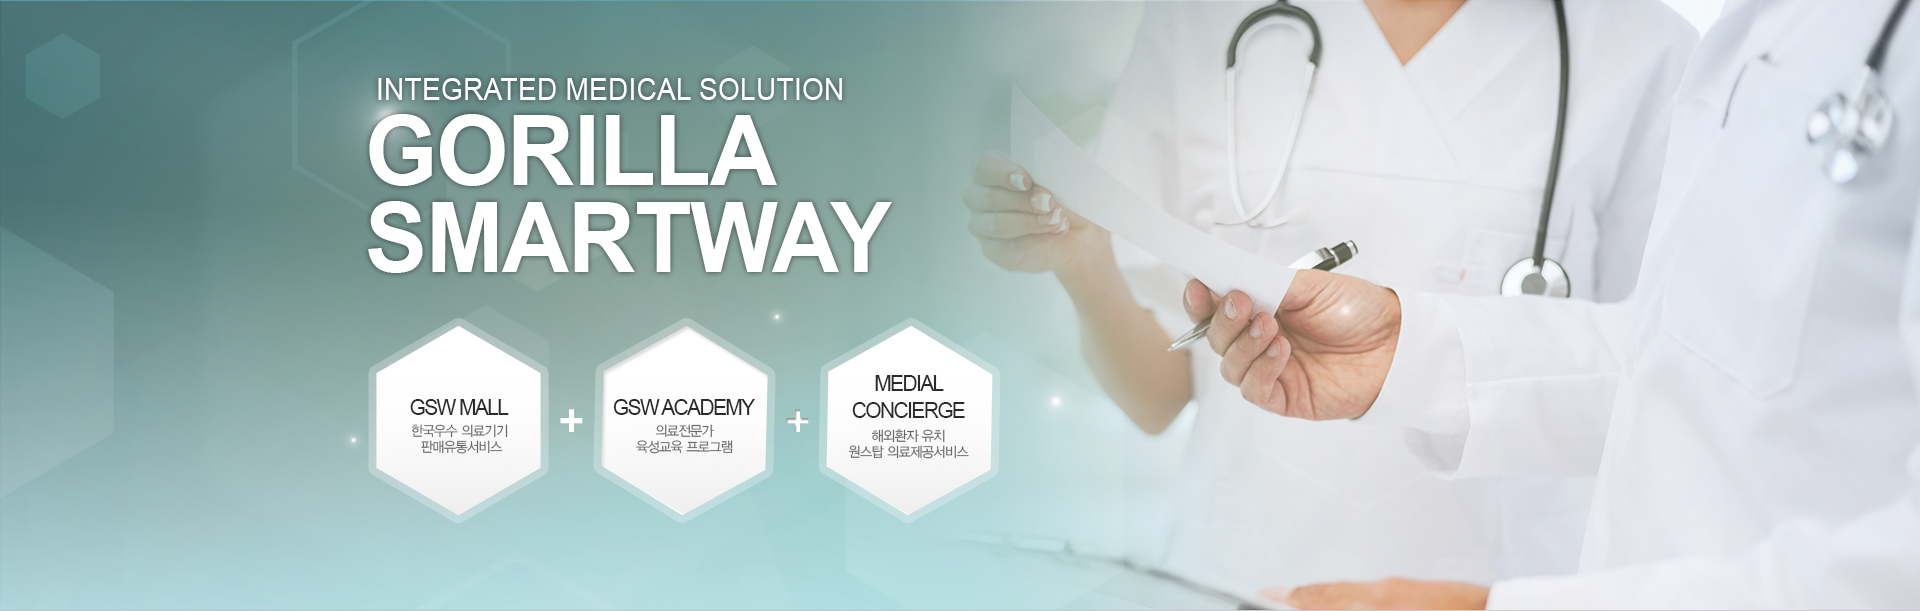 INTEGRATED MEDICAL SOLUTION
GORILLA
SMARTWAY
GSW MALL
한국우수 의료기기
판매유통서비스
+
GSW ACADEMY
의료전문가
육성교육 프로그램
+
MEDIAL
CONCIERGE
해외환자 유치
원스탑 의료제공서비스